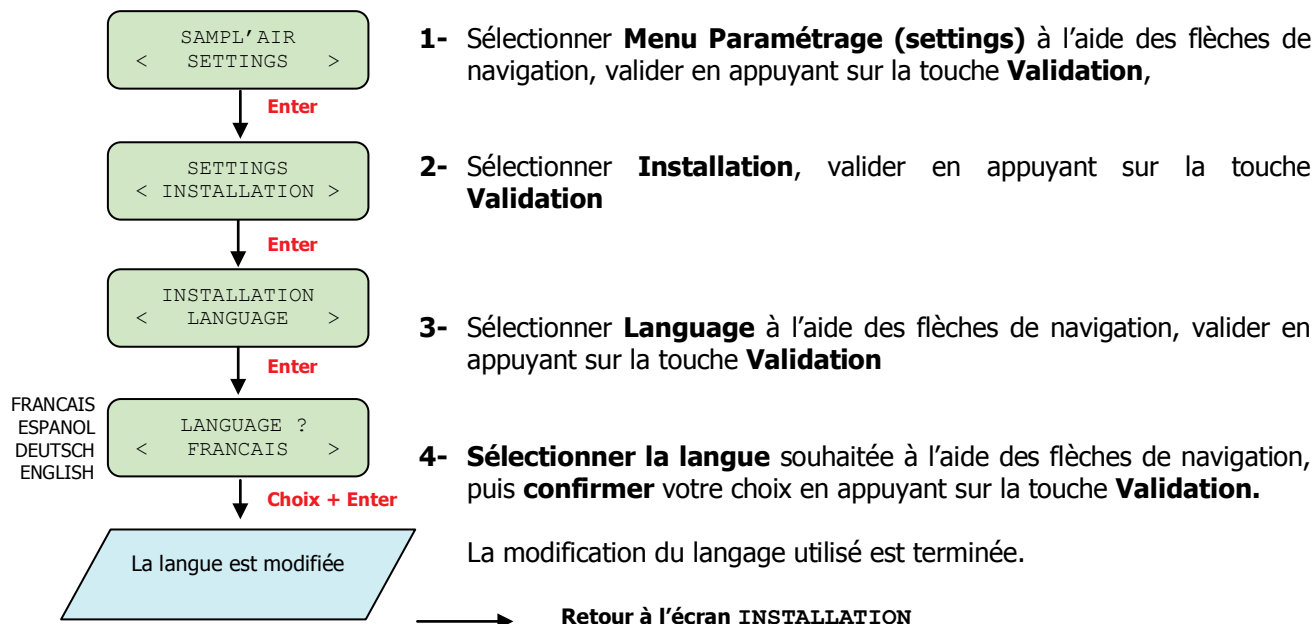 SAMPL’AIR
< SETTINGS >
Enter
1- Sélectionner Menu Paramétrage (settings) à l’aide des flèches de
navigation, valider en appuyant sur la touche Validation,
SETTINGS
< INSTALLATION >
Enter
2- Sélectionner Installation, valider en appuyant sur la touche
Validation
INSTALLATION
< LANGUAGE >
Enter
3- Sélectionner Language à l’aide des flèches de navigation, valider en
appuyant sur la touche Validation
FRANCAIS
ESPANOL
DEUTSCH
ENGLISH
LANGUAGE ?
< FRANCAIS >
Choix + Enter
4- Sélectionner la langue souhaitée à l’aide des flèches de navigation,
puis confirmer votre choix en appuyant sur la touche Validation.
La langue est modifiée
La modification du langage utilisé est terminée.
Retour à l’écran INSTALLATION